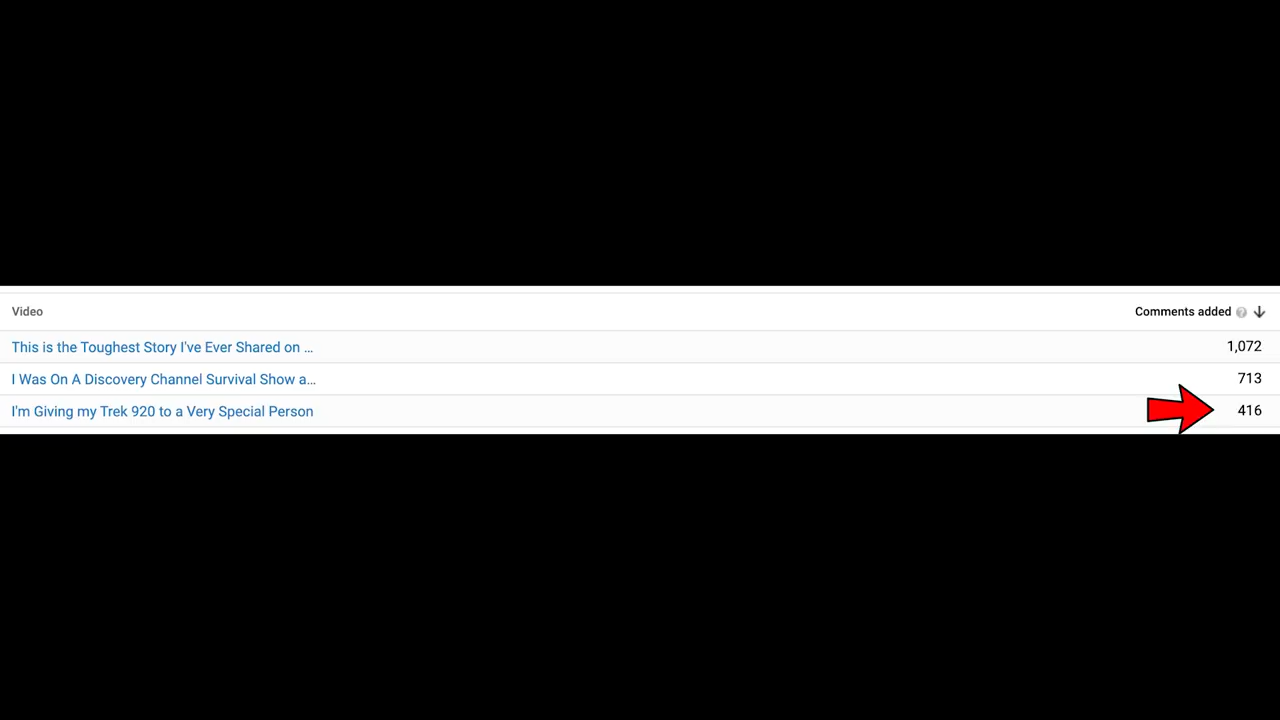 Video Comments added ?
This is the Toughest Story I've Ever Shared on ... 1,072
I Was On A Discovery Channel Survival Show a... 713
I'm Giving my Trek 920 to a Very Special Person 416